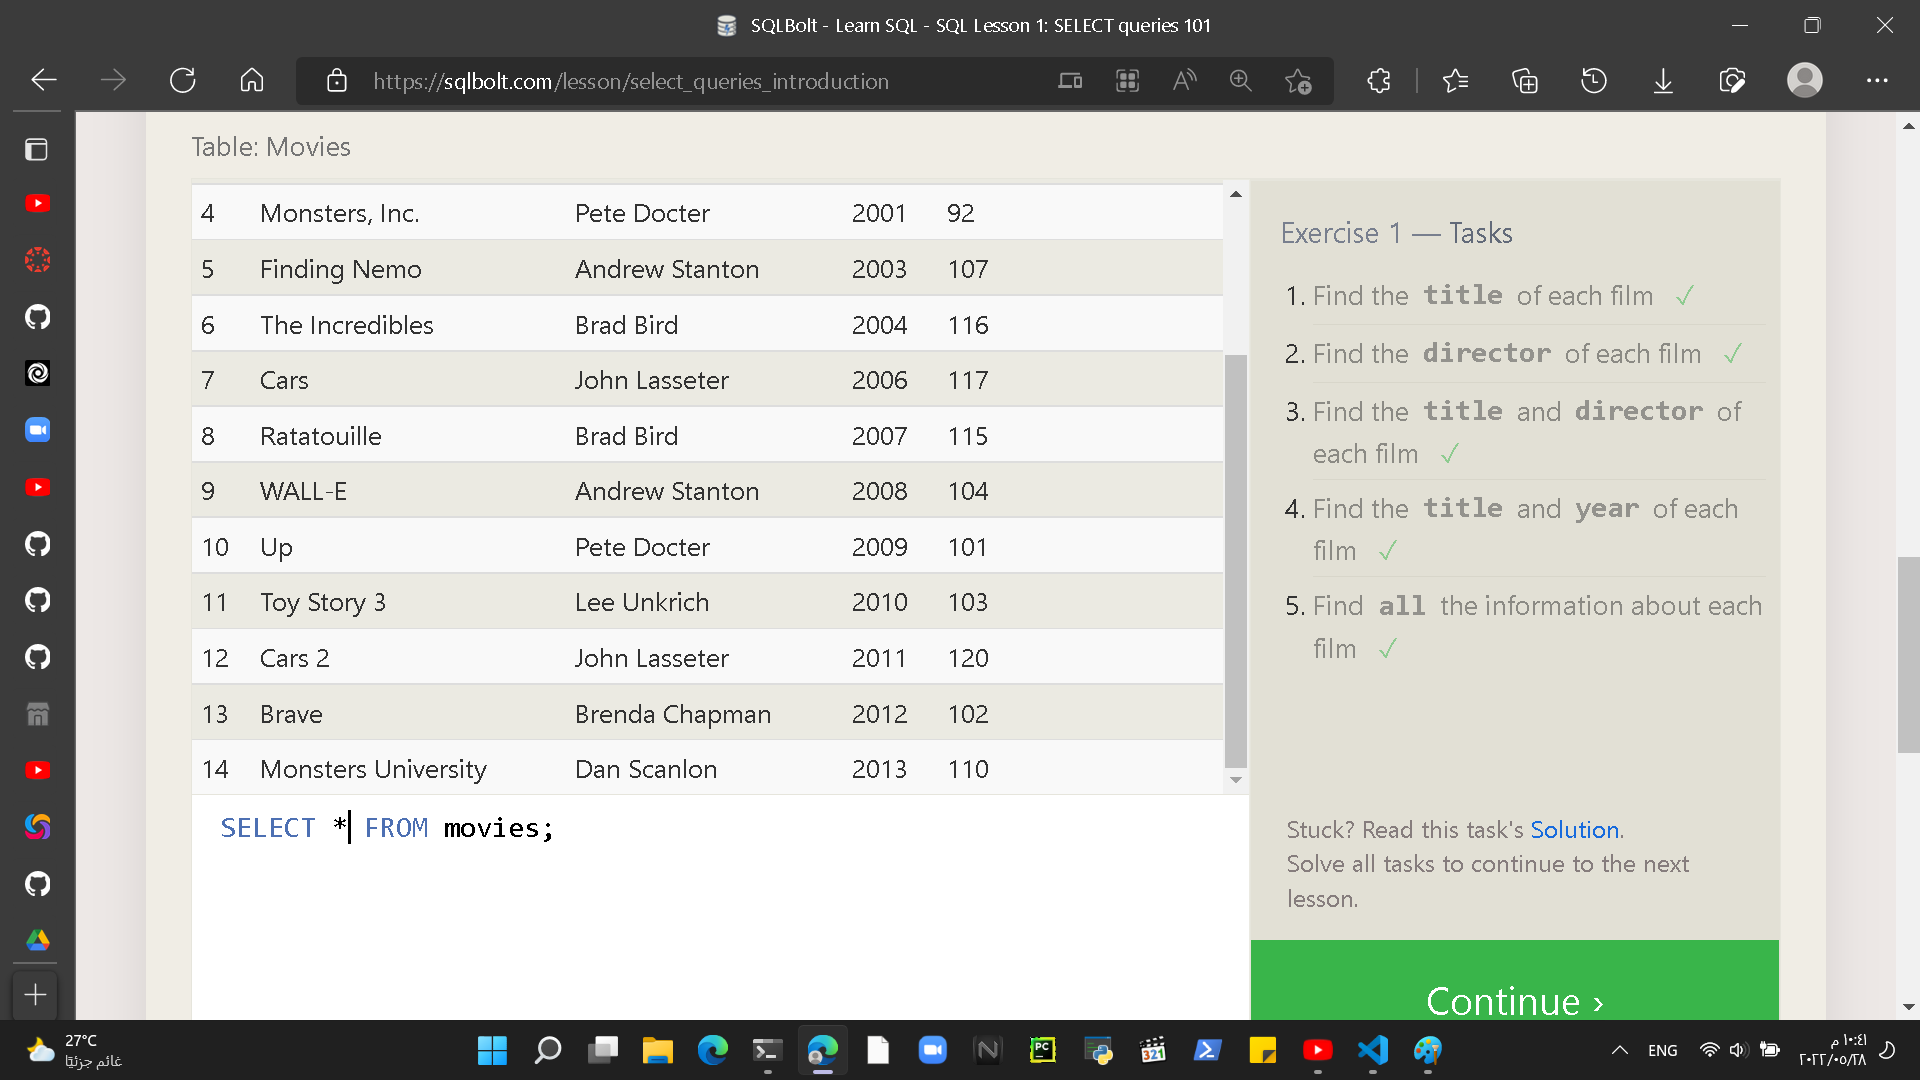 SQLBolt - Learn SQL - SQL Lesson 1: SELECT queries 101
https://sqlbolt.com/lesson/select_queries_introduction
Table: Movies
4 Monsters, Inc. Pete Docter 2001 92
5 Finding Nemo Andrew Stanton 2003 107
6 The Incredibles Brad Bird 2004 116
7 Cars John Lasseter 2006 117
8 Ratatouille Brad Bird 2007 115
9 WALL-E Andrew Stanton 2008 104
10 Up Pete Docter 2009 101
11 Toy Story 3 Lee Unkrich 2010 103
12 Cars 2 John Lasseter 2011 120
13 Brave Brenda Chapman 2012 102
14 Monsters University Dan Scanlon 2013 110
SELECT * FROM movies;
Exercise 1 — Tasks
1. Find the title of each film ✓
2. Find the director of each film ✓
3. Find the title and director of
each film ✓
4. Find the title and year of each
film ✓
5. Find all the information about each
film ✓
Stuck? Read this task's Solution.
Solve all tasks to continue to the next
lesson.
Continue ›
27°C
غائم جزئيًا
PC
321
ENG
١٠:٤١ م
٢٠٢٢/٠٥/٢٨